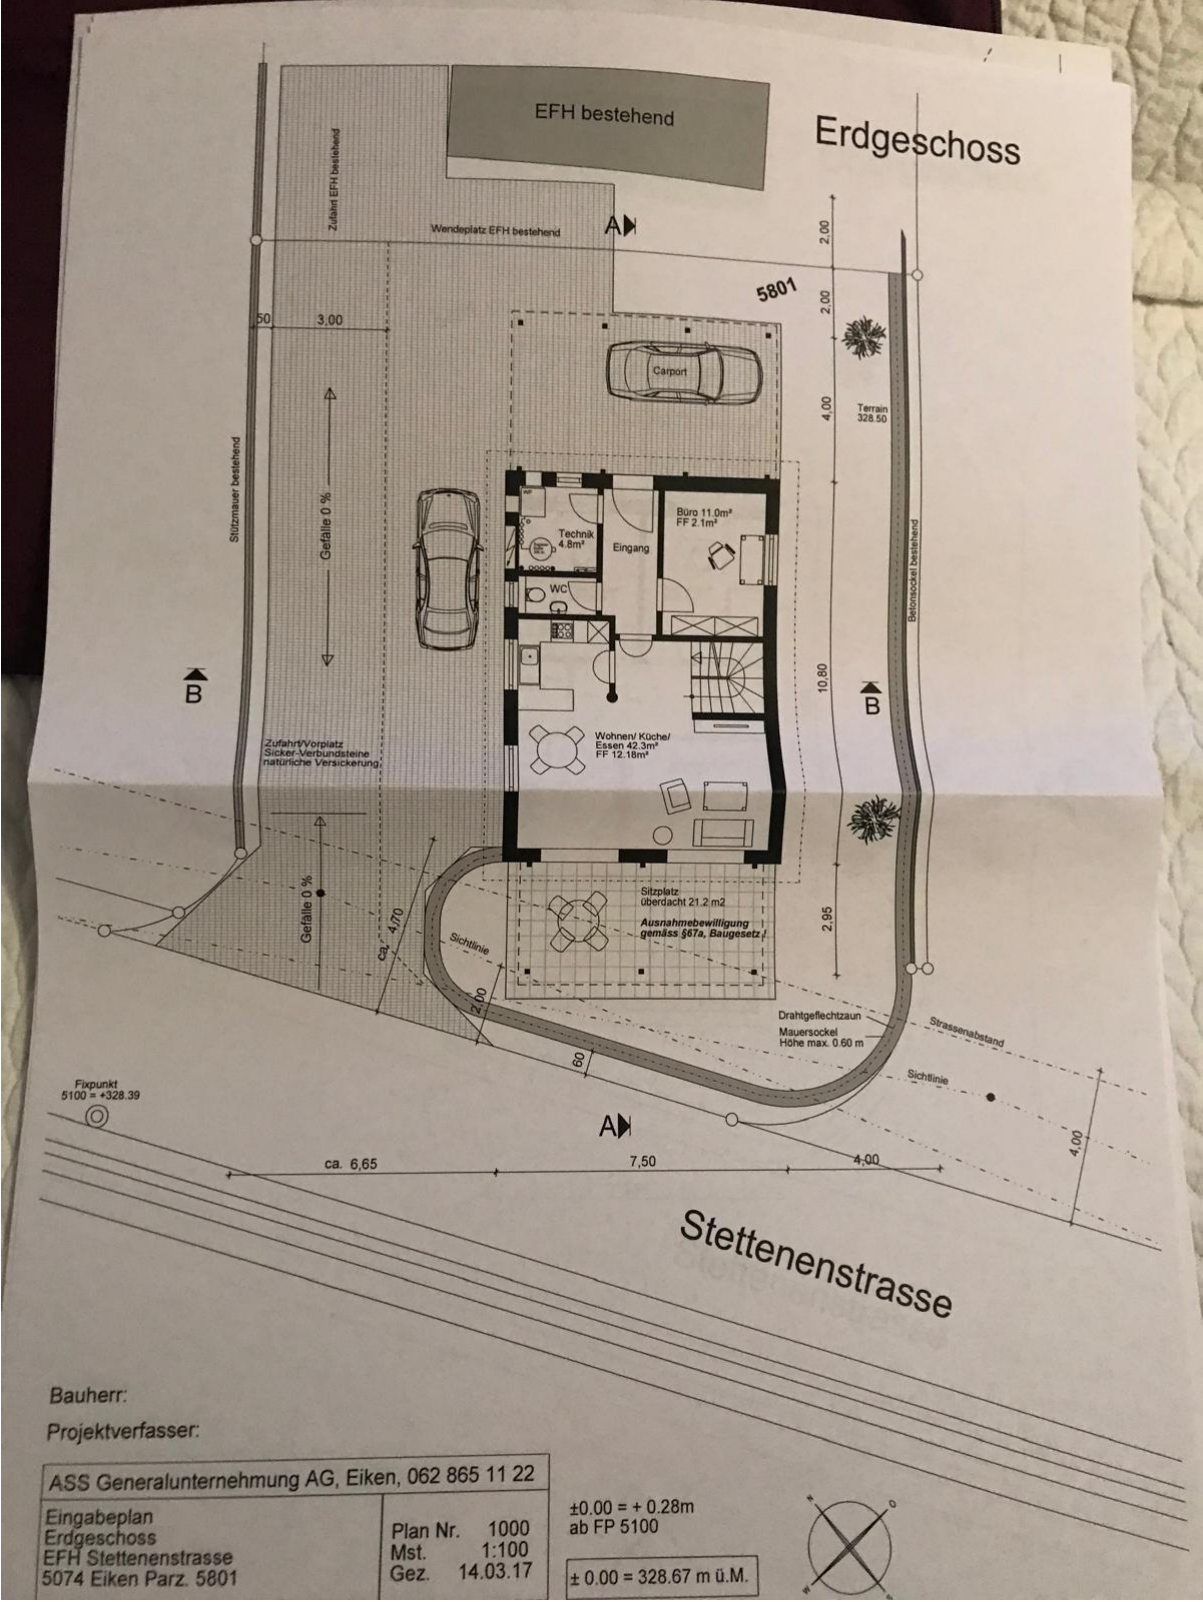 EFH bestehend
Erdgeschoss
Zufahrt EFH bestehend
Wendeplatz EFH bestehend
A
2.00
5801
50
3,00
2.00
Carport
4,00
Terrain
328.50
Stützmauer bestehend
Gefälle 0 %
WP
Technik
4.8m²
Eingang
Büro 11.0m²
FF 2.1m²
WC
Betonsockel bestehend
B
10,80
B
Wohnen/ Küche/
Essen 42.3m²
FF 12.18m²
Zufahrt/Vorplatz
Sicker-Verbundsteine
natürliche Versickerung
Gefälle 0 %
ca. 4,70
Sichtlinie
Sitzplatz
überdacht 21.2 m2
Ausnahmebewilligung
gemäss §67a, Baugesetz !
2,95
2,00
Drahtgeflechtzaun
Mauersockel
Höhe max. 0.60 m
Strassenabstand
60
Sichtlinie
Fixpunkt
5100 = +328.39
A
4,00
ca. 6,65
7,50
4,00
Stettenenstrasse
Bauherr:
Projektverfasser:
ASS Generalunternehmung AG, Eiken, 062 865 11 22
Eingabeplan
Erdgeschoss
EFH Stettenenstrasse
5074 Eiken Parz. 5801
Plan Nr. 1000
Mst. 1:100
Gez. 14.03.17
±0.00 = + 0.28m
ab FP 5100
± 0.00 = 328.67 m ü.M.
N
O
W
S